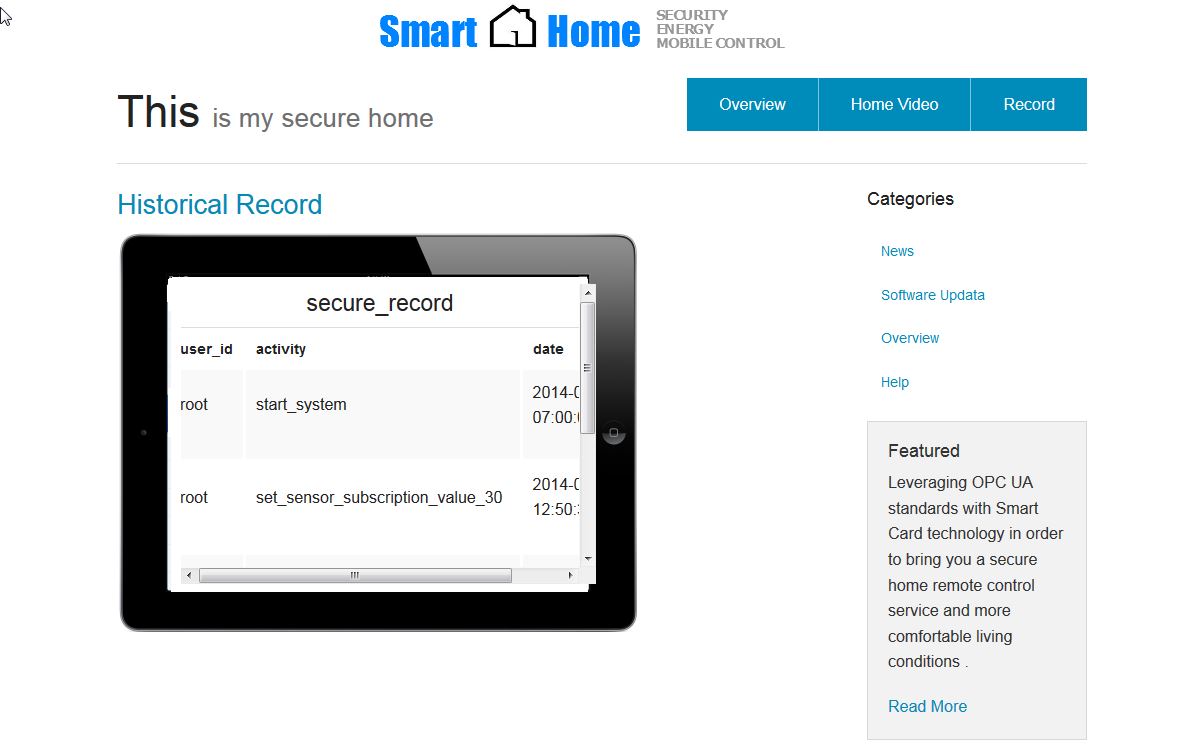 Smart Home
SECURITY
ENERGY
MOBILE CONTROL
This is my secure home
Overview Home Video Record
Historical Record
secure_record
user_id activity date
root start_system 2014-0
07:00:
root set_sensor_subscription_value_30 2014-0
12:50:
Categories
News
Software Updata
Overview
Help
Featured
Leveraging OPC UA
standards with Smart
Card technology in order
to bring you a secure
home remote control
service and more
comfortable living
conditions .
Read More